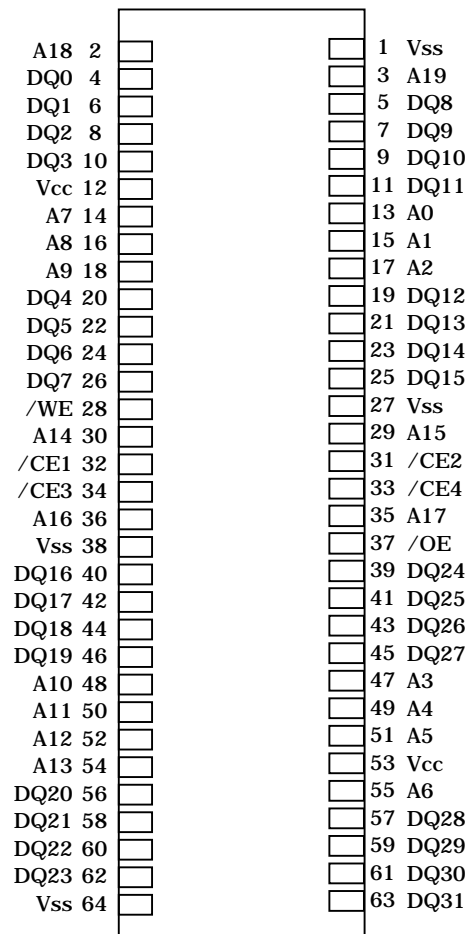 A18 2 1 Vss
DQ0 4 3 A19
DQ1 6 5 DQ8
DQ2 8 7 DQ9
DQ3 10 9 DQ10
Vcc 12 11 DQ11
A7 14 13 A0
A8 16 15 A1
A9 18 17 A2
DQ4 20 19 DQ12
DQ5 22 21 DQ13
DQ6 24 23 DQ14
DQ7 26 25 DQ15
/WE 28 27 Vss
A14 30 29 A15
/CE1 32 31 /CE2
/CE3 34 33 /CE4
A16 36 35 A17
Vss 38 37 /OE
DQ16 40 39 DQ24
DQ17 42 41 DQ25
DQ18 44 43 DQ26
DQ19 46 45 DQ27
A10 48 47 A3
A11 50 49 A4
A12 52 51 A5
A13 54 53 Vcc
DQ20 56 55 A6
DQ21 58 57 DQ28
DQ22 60 59 DQ29
DQ23 62 61 DQ30
Vss 64 63 DQ31